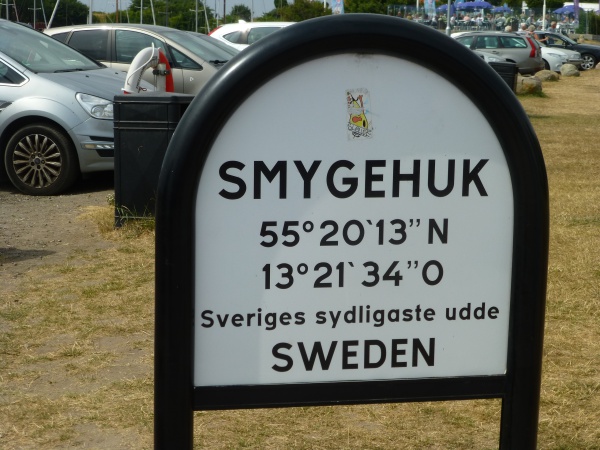 SMYGEHUK
55°20`13”N
13°21`34”O
Sveriges sydligaste udde
SWEDEN